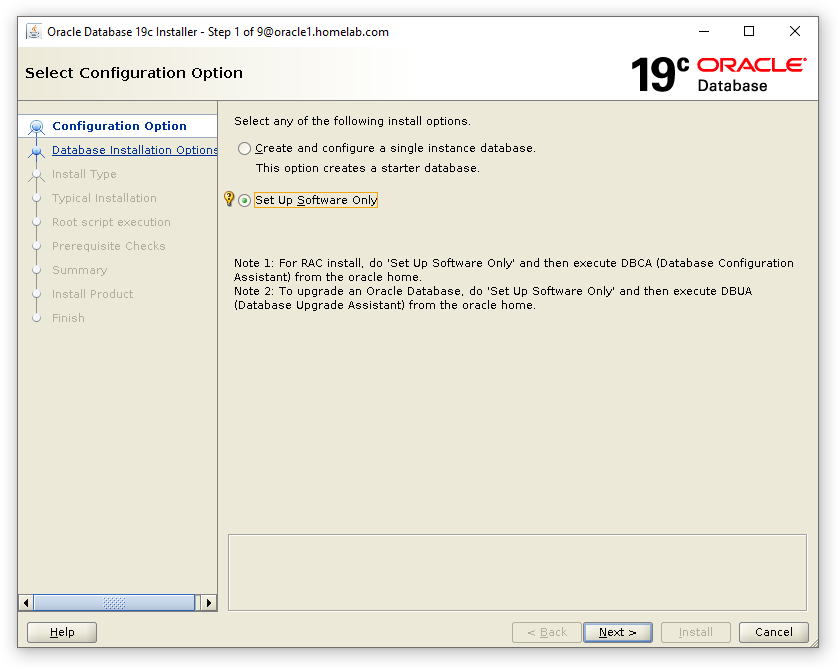 Oracle Database 19c Installer - Step 1 of 9@oracle1.homelab.com
Select Configuration Option
19c ORACLE
Database
Configuration Option
Database Installation Options
Install Type
Typical Installation
Root script execution
Prerequisite Checks
Summary
Install Product
Finish
Select any of the following install options.
Create and configure a single instance database.
This option creates a starter database.
Set Up Software Only
Note 1: For RAC install, do 'Set Up Software Only' and then execute DBCA (Database Configuration
Assistant) from the oracle home.
Note 2: To upgrade an Oracle Database, do 'Set Up Software Only' and then execute DBUA
(Database Upgrade Assistant) from the oracle home.
Help
< Back
Next >
Install
Cancel